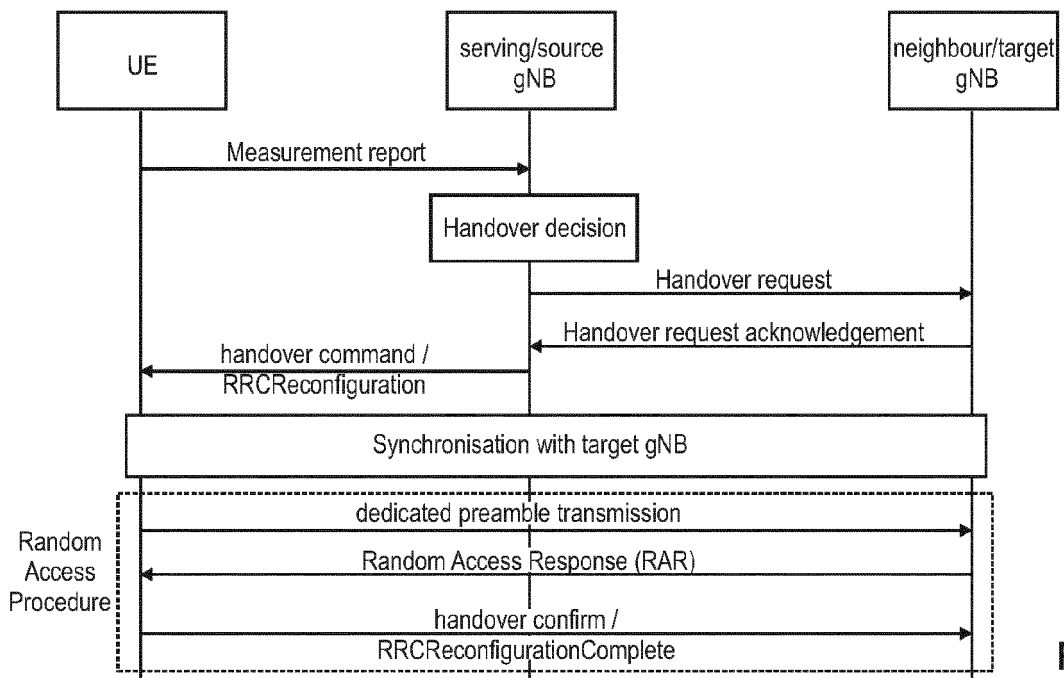 UE
serving/source
gNB
neighbour/target
gNB
Measurement report
Handover decision
Handover request
Handover request acknowledgement
handover command /
RRCReconfiguration
Synchronisation with target gNB
Random
Access
Procedure
dedicated preamble transmission
Random Access Response (RAR)
handover confirm /
RRCReconfigurationComplete